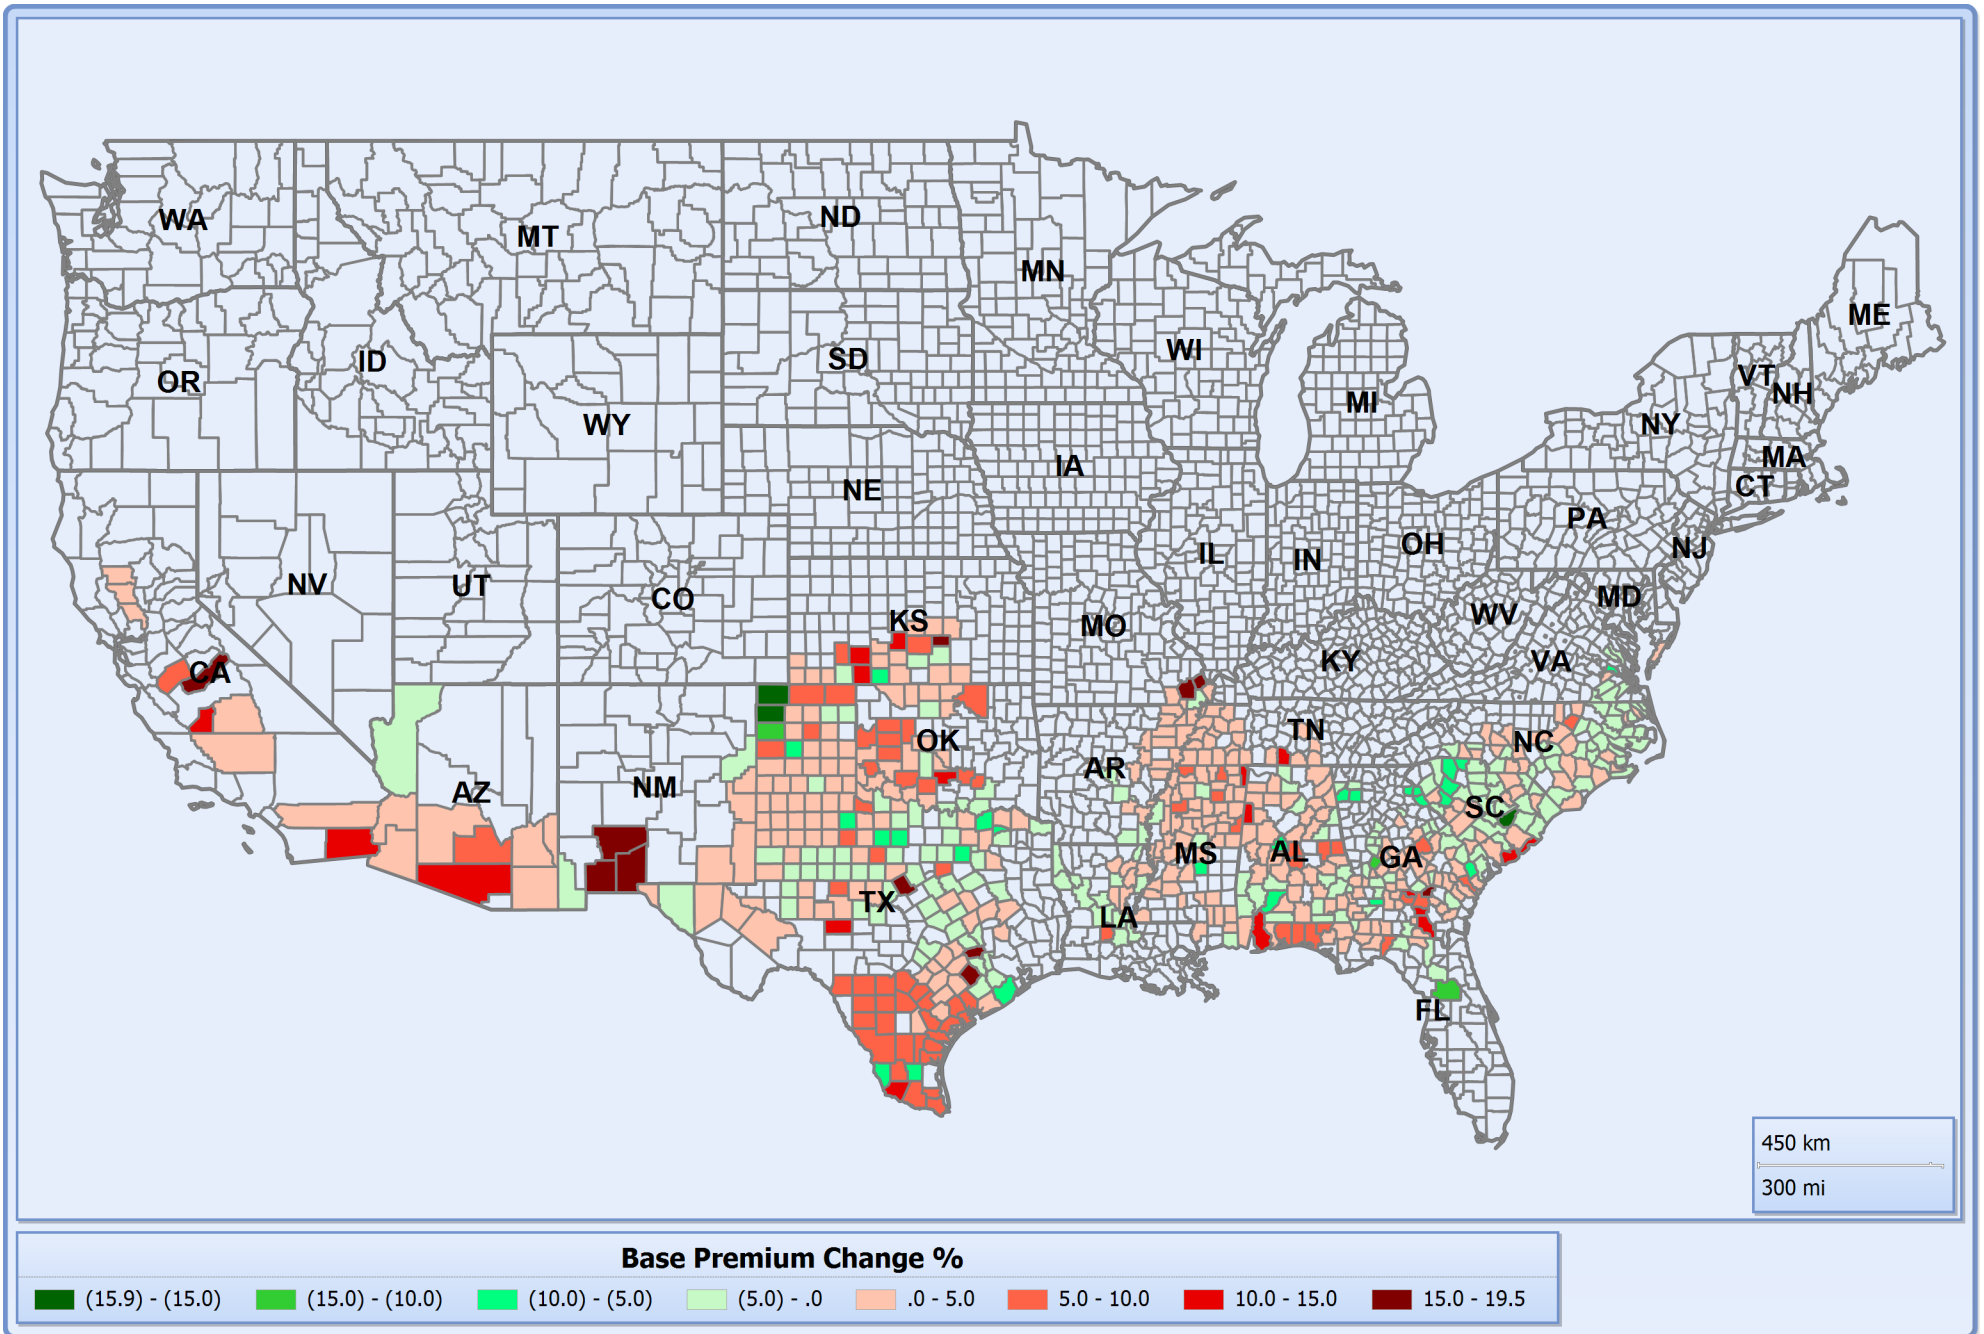 WA
MT
ND
MN
ME
ID
OR
SD
WI
VT
NH
MI
WY
NY
IA
MA
NE
CT
PA
IL
IN
OH
NJ
NV
UT
CO
MD
WV
KS
MO
KY
VA
CA
TN
OK
NC
AR
AZ
NM
SC
MS
AL
GA
TX
LA
FL
450 km
300 mi
Base Premium Change %
(15.9) - (15.0) (15.0) - (10.0) (10.0) - (5.0) (5.0) - .0 .0 - 5.0 5.0 - 10.0 10.0 - 15.0 15.0 - 19.5